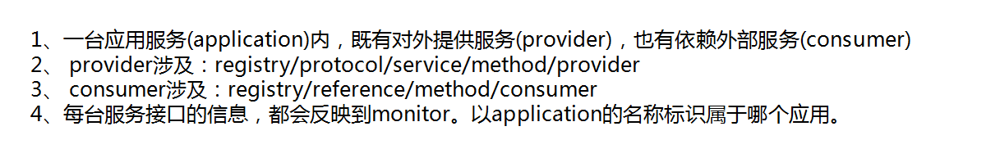 1、一台应用服务(application)内，既有对外提供服务(provider)，也有依赖外部服务(consumer)
2、 provider涉及：registry/protocol/service/method/provider
3、 consumer涉及：registry/reference/method/consumer
4、每台服务接口的信息，都会反映到monitor。以application的名称标识属于哪个应用。